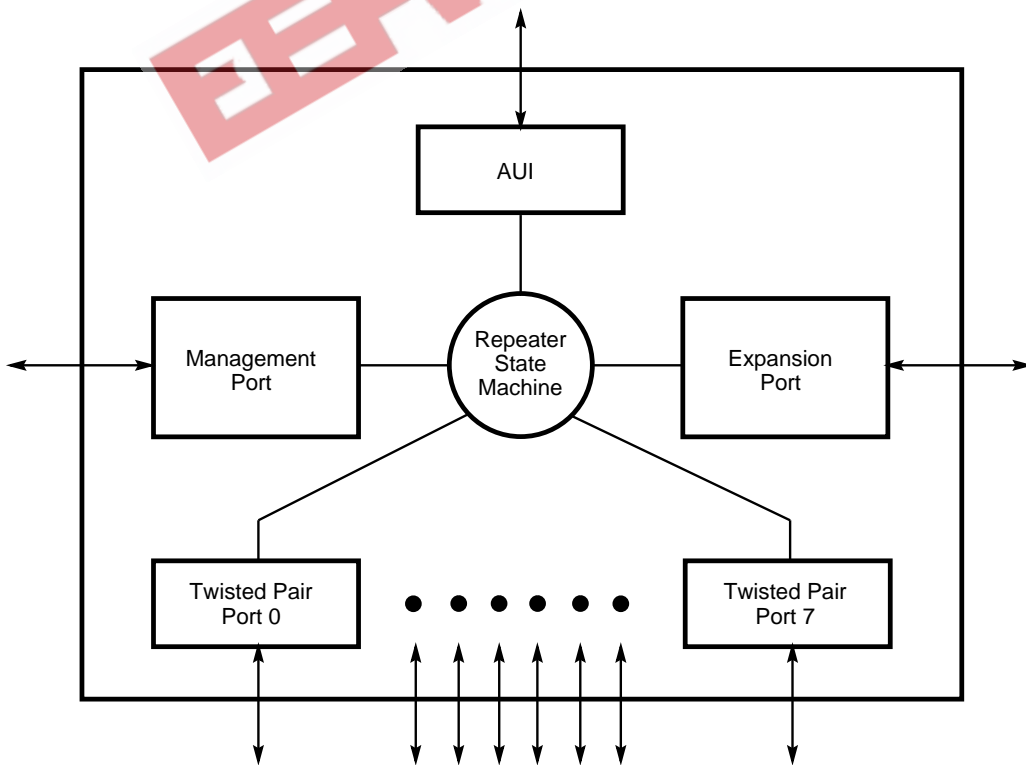 AUI
Management
Port
Repeater
State
Machine
Expansion
Port
Twisted Pair
Port 0
Twisted Pair
Port 7